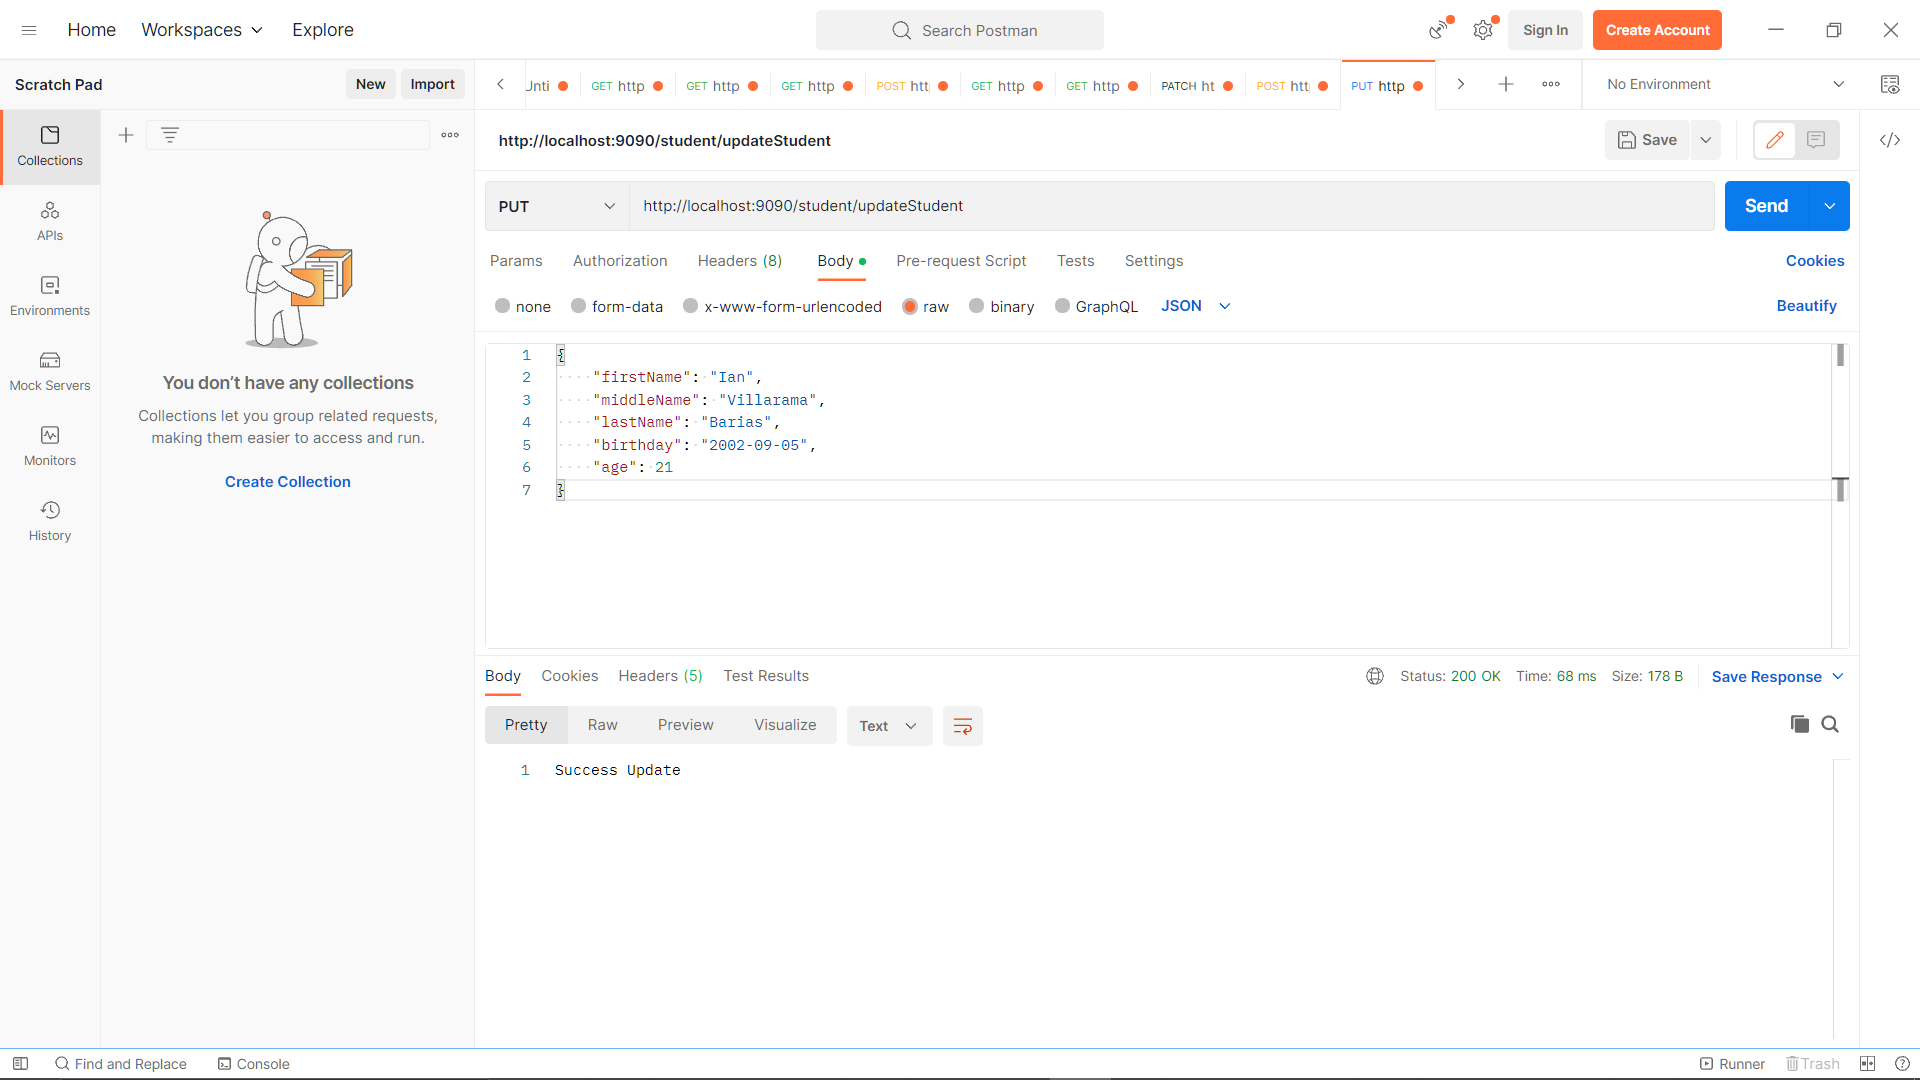 Home Workspaces Explore Search Postman Sign In Create Account
Scratch Pad New Import Unti GET http GET http GET http POST htt GET http GET http PATCH ht POST htt PUT http No Environment
Collections
APIs
Environments
Mock Servers
Monitors
History
You don’t have any collections
Collections let you group related requests,
making them easier to access and run.
Create Collection
http://localhost:9090/student/updateStudent Save
PUT http://localhost:9090/student/updateStudent Send
Params Authorization Headers (8) Body Pre-request Script Tests Settings Cookies
none form-data x-www-form-urlencoded raw binary GraphQL JSON Beautify
1 {
2 "firstName": "Ian",
3 "middleName": "Villarama",
4 "lastName": "Barias",
5 "birthday": "2002-09-05",
6 "age": 21
7 }
Body Cookies Headers (5) Test Results Status: 200 OK Time: 68 ms Size: 178 B Save Response
Pretty Raw Preview Visualize Text
1 Success Update
Find and Replace Console Runner Trash